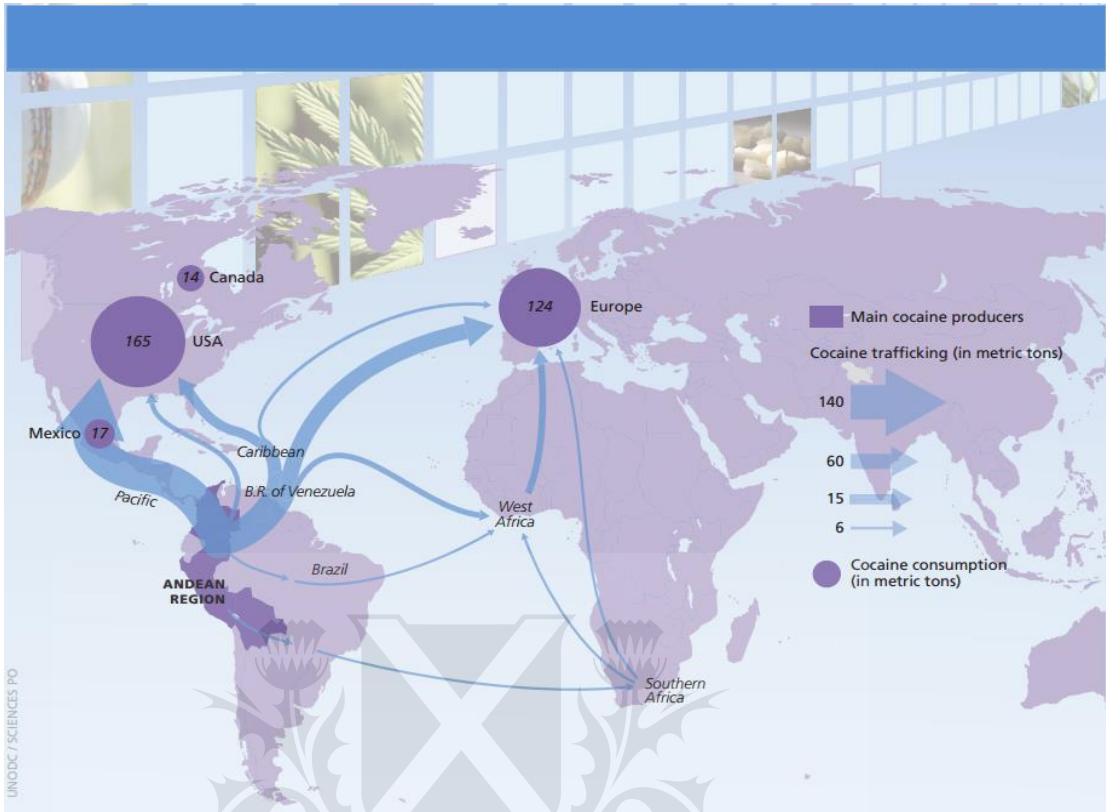 14 Canada
165 USA
124 Europe
Main cocaine producers
Cocaine trafficking (in metric tons)
140
60
15
6
Cocaine consumption
(in metric tons)
Mexico 17
Caribbean
Pacific
B.R. of Venezuela
West
Africa
Brazil
ANDEAN
REGION
Southern
Africa
UNODC / SCIENCES PO